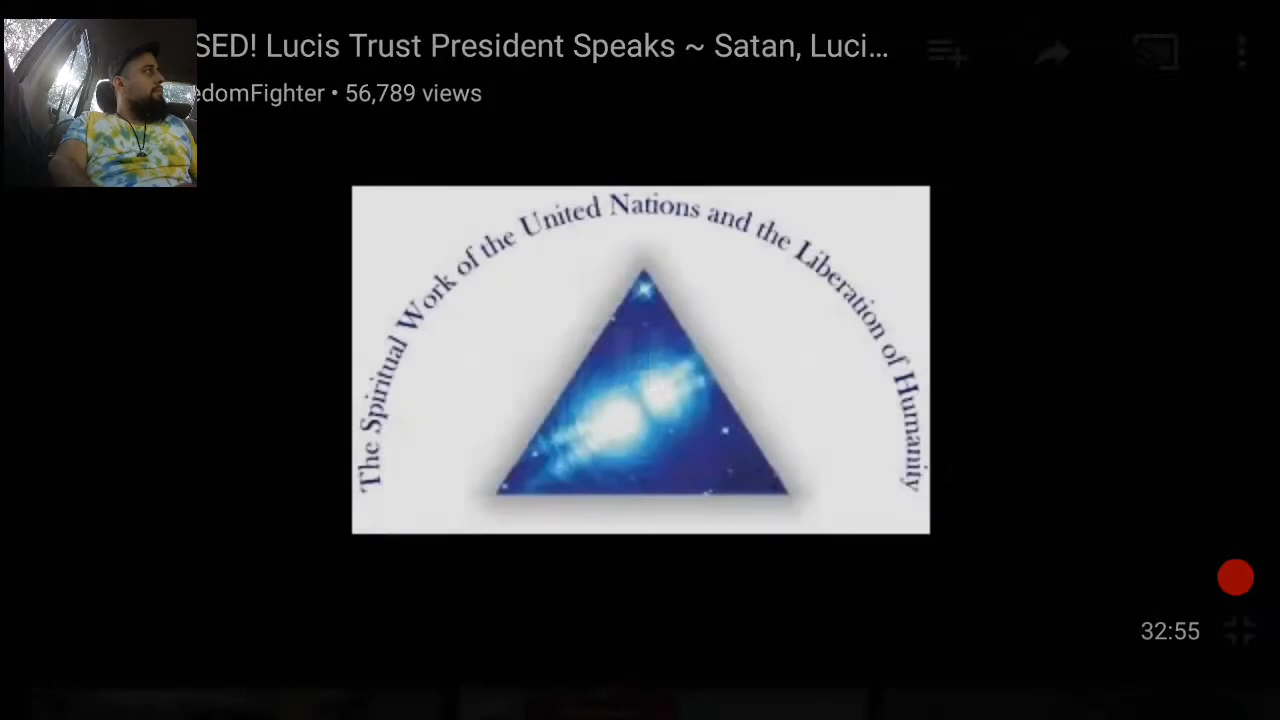 SED! Lucis Trust President Speaks ~ Satan, Luci...
edomFighter • 56,789 views
The Spiritual Work of the United Nations and the Liberation of Humanity
32:55